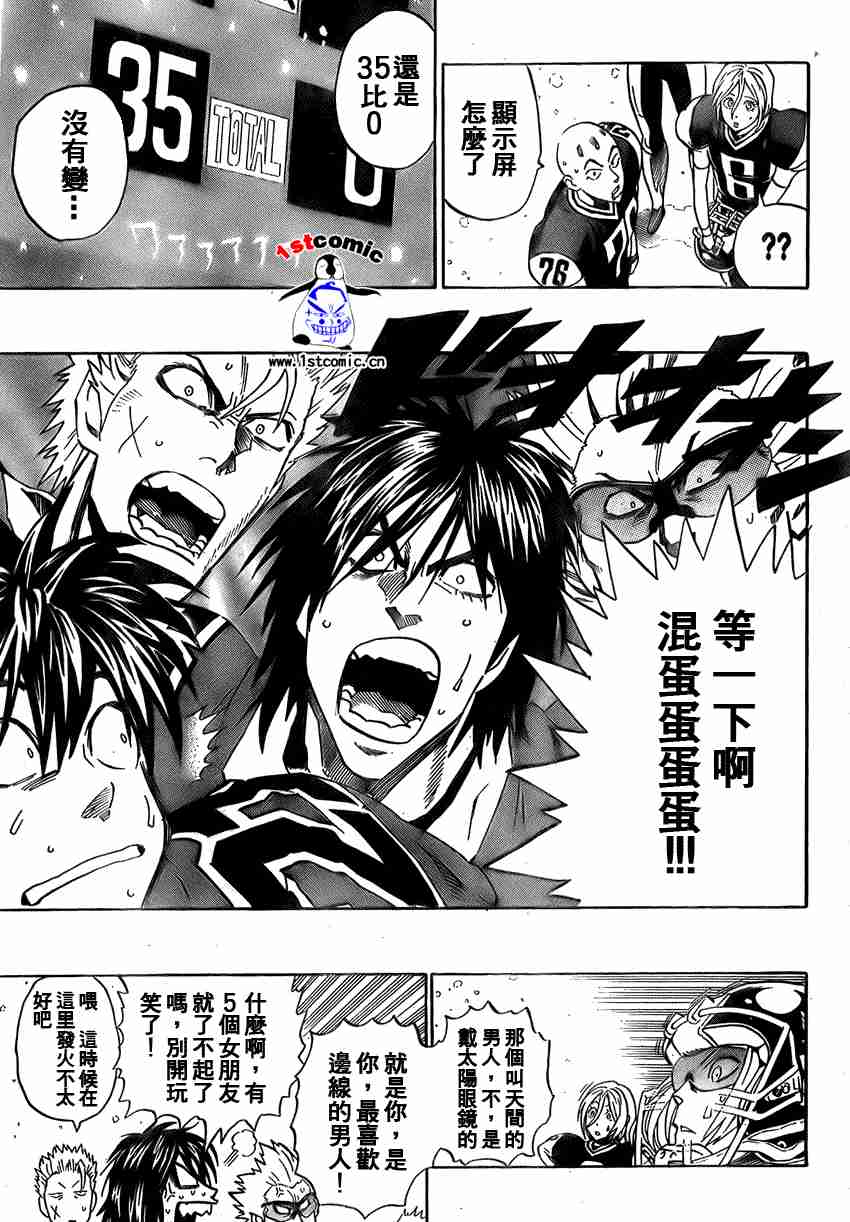 顯示屏
怎麼了
??
76
76
6
還是
35比0
沒有變…
35
TOTAL
0
1stcomic
www.1stcomic.cn
等一下啊
混蛋蛋蛋蛋!!!
那個叫天間的
男人，不，是
戴太陽眼鏡的
就是你，是
你，最喜歡
邊線的男人！
什麼啊，有
5個女朋友
就了不起了
嗎，別開玩
笑了！
喂 這時候在
這里發火不太
好吧